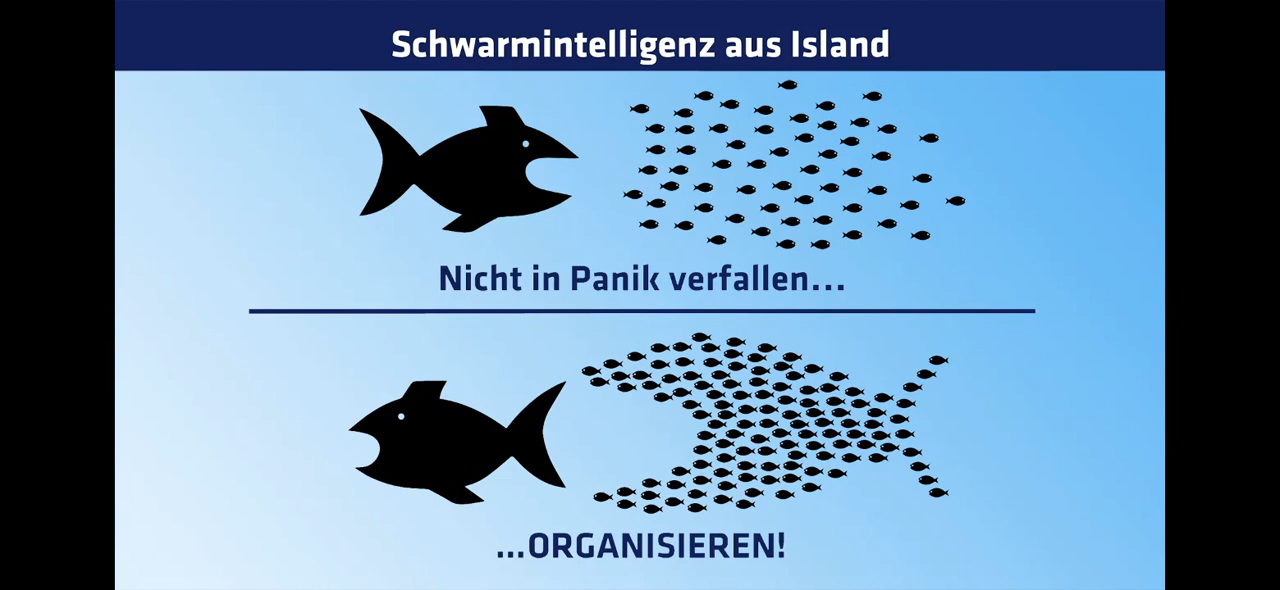 Schwarmintelligenz aus Island
Nicht in Panik verfallen...
...ORGANISIEREN!